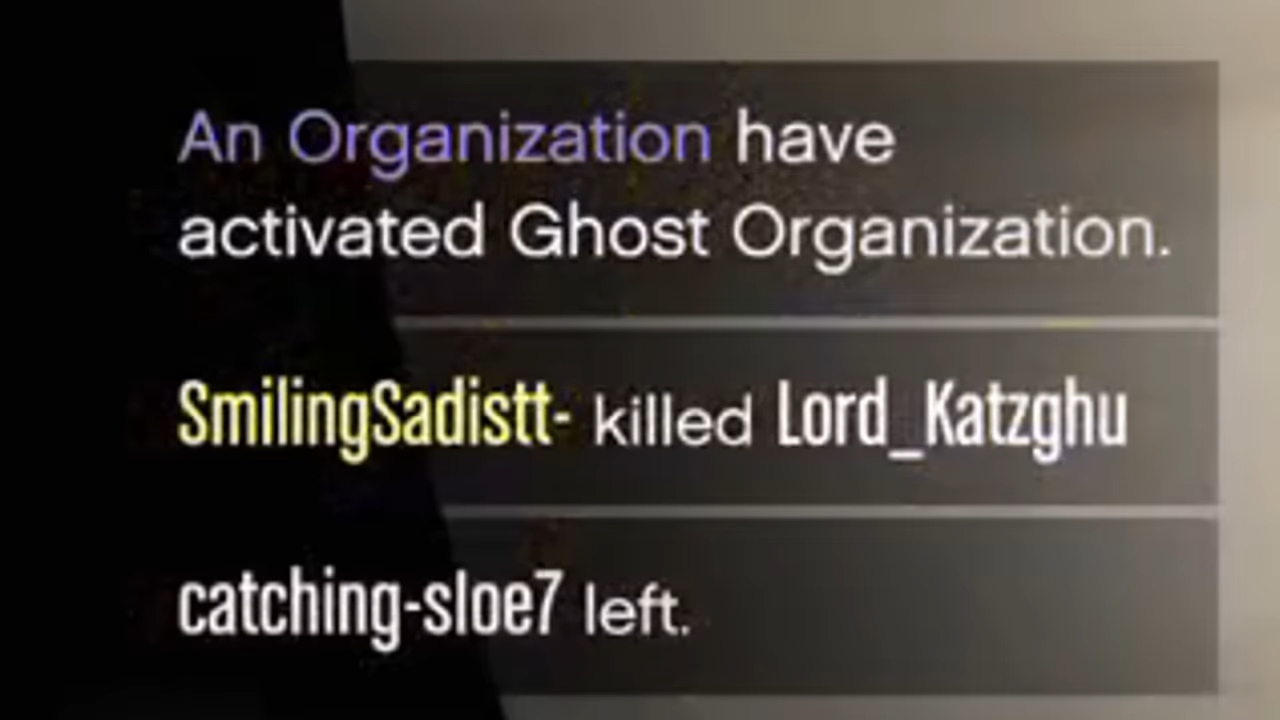 An Organization have
activated Ghost Organization.
SmilingSadistt- killed Lord_Katzghu
catching-sloe7 left.